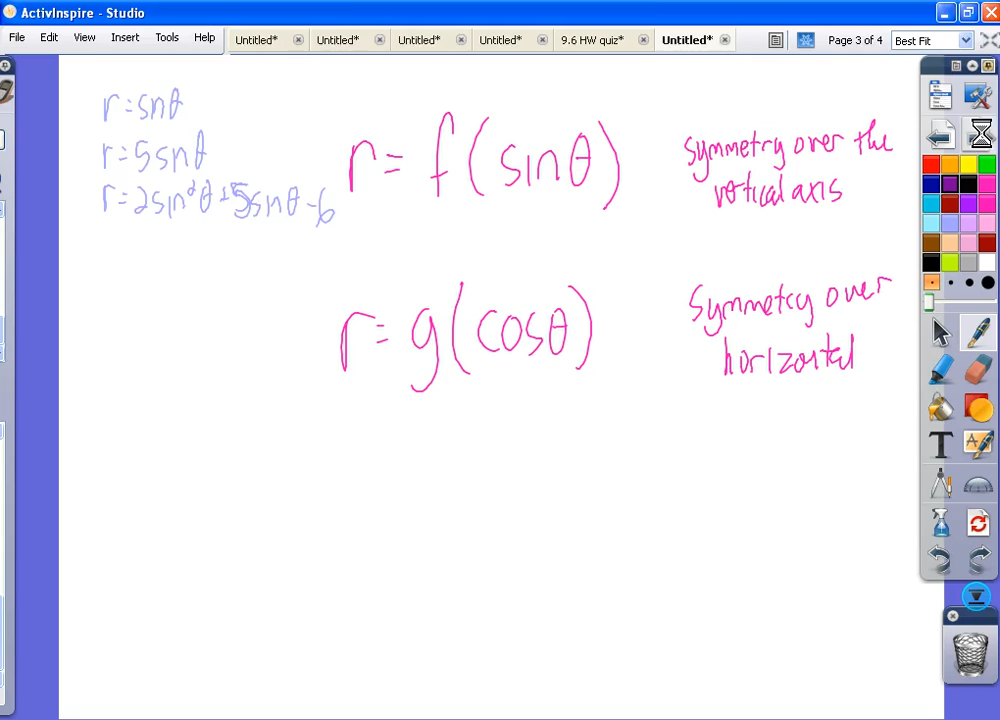 ActivInspire - Studio
File Edit View Insert Tools Help
Untitled* Untitled* Untitled* Untitled* 9.6 HW quiz* Untitled* Page 3 of 4 Best Fit
r = sinθ
r = 5sinθ
r = 2sin²θ + 5sinθ - 6
r = f(sinθ)
symmetry over the
vertical axis
r = g(cosθ)
Symmetry over
horizontal
T
A